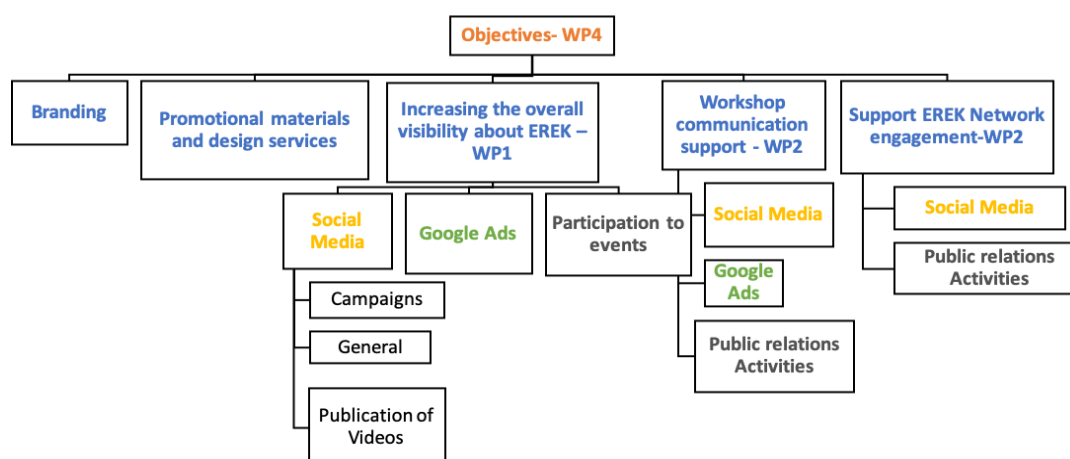 Objectives- WP4
Branding
Promotional materials
and design services
Increasing the overall
visibility about EREK –
WP1
Workshop
communication
support - WP2
Support EREK Network
engagement-WP2
Social
Media
Google Ads
Participation to
events
Campaigns
General
Publication of
Videos
Social Media
Google
Ads
Public relations
Activities
Social Media
Public relations
Activities